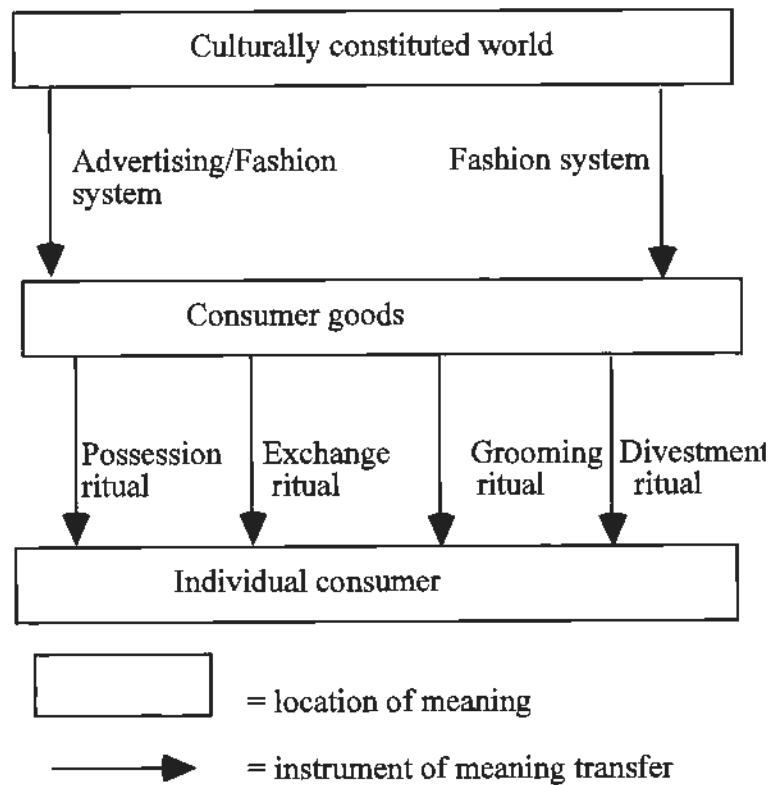 Culturally constituted world
Advertising/Fashion
system
Fashion system
Consumer goods
Possession
ritual
Exchange
ritual
Grooming
ritual
Divestment
ritual
Individual consumer
= location of meaning
= instrument of meaning transfer